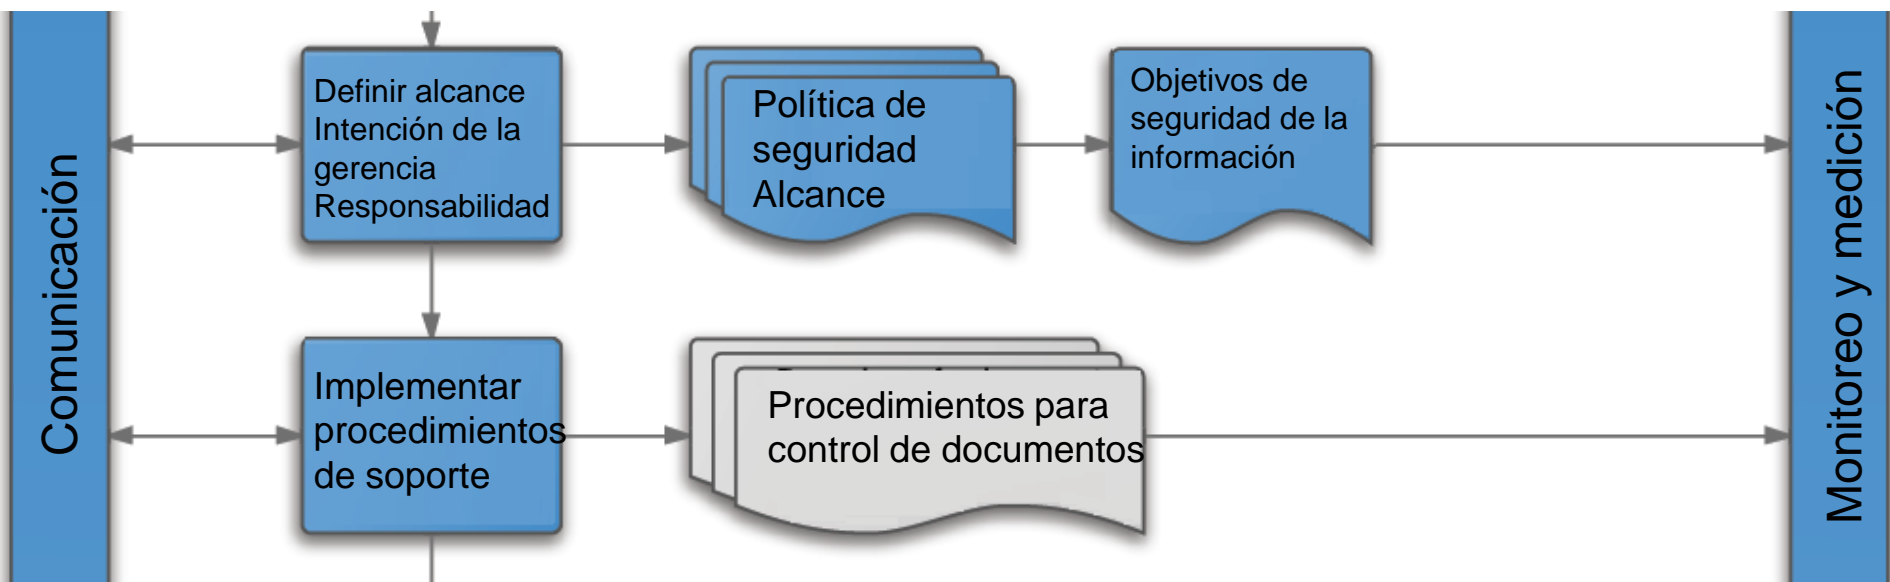 Comunicación
Definir alcance
Intención de la
gerencia
Responsabilidad
Política de
seguridad
Alcance
Objetivos de
seguridad de la
información
Implementar
procedimientos
de soporte
Procedimientos para
control de documentos
Monitoreo y medición